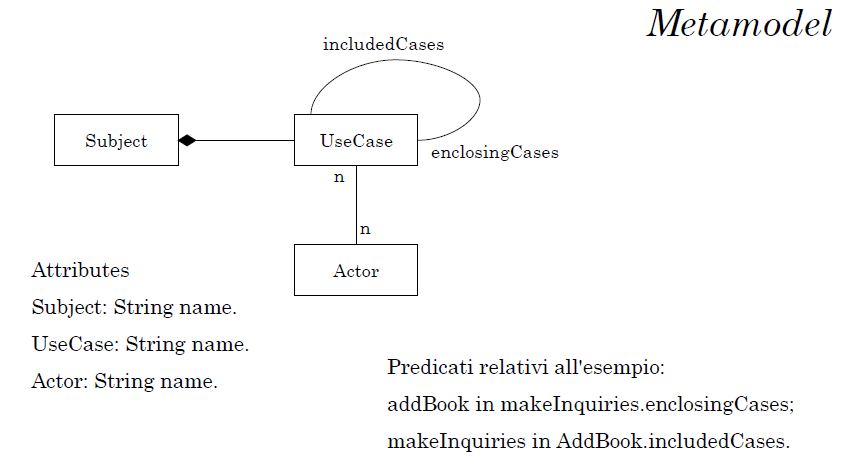 Metamodel
includedCases
Subject
UseCase
enclosingCases
n
n
Actor
Attributes
Subject: String name.
UseCase: String name.
Actor: String name.
Predicati relativi all'esempio:
addBook in makeInquiries.enclosingCases;
makeInquiries in AddBook.includedCases.